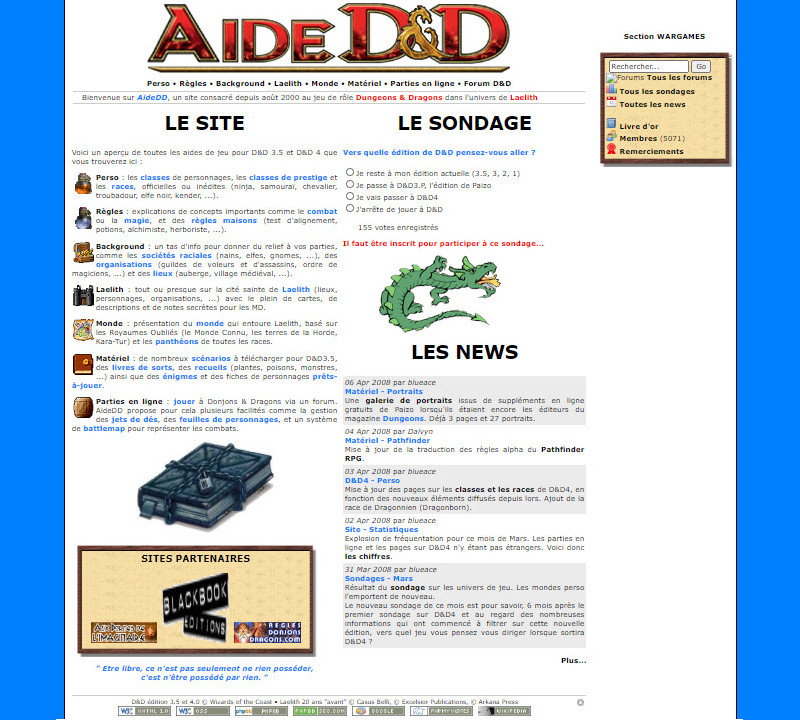 AIDE D&D
Section WARGAMES
Perso • Règles • Background • Laelith • Monde • Matériel • Parties en ligne • Forum D&D
Bienvenue sur AideDD, un site consacré depuis août 2000 au jeu de rôle Dungeons & Dragons dans l'univers de Laelith
Rechercher... Go
Forums Tous les forums
Tous les sondages
Toutes les news
Livre d'or
Membres (5071)
Remerciements
LE SITE
Voici un aperçu de toutes les aides de jeu pour D&D 3.5 et D&D 4 que
vous trouverez ici :
Perso : les classes de personnages, les classes de prestige et
les races, officielles ou inédites (ninja, samouraï, chevalier,
troubadour, elfe noir, kender, ...).
Règles : explications de concepts importants comme le combat
ou la magie, et des règles maisons (test d'alignement,
potions, alchimiste, herboriste, ...).
Background : un tas d'info pour donner du relief à vos parties,
comme les sociétés raciales (nains, elfes, gnomes, ...), des
organisations (guildes de voleurs et d'assassins, ordre de
magiciens, ...) et des lieux (auberge, village médiéval, ...).
Laelith : tout ou presque sur la cité sainte de Laelith (lieux,
personnages, organisations, ...) avec le plein de cartes, de
descriptions et de notes secrètes pour les MD.
Monde : présentation du monde qui entoure Laelith, basé sur
les Royaumes Oubliés (le Monde Connu, les terres de la Horde,
Kara-Tur) et les panthéons de toutes les races.
Matériel : de nombreux scénarios à télécharger pour D&D3.5,
des livres de sorts, des recueils (plantes, poisons, monstres,
...) ainsi que des énigmes et des fiches de personnages prêts-
à-jouer.
Parties en ligne : jouer à Donjons & Dragons via un forum.
AideDD propose pour cela plusieurs facilités comme la gestion
des jets de dés, des feuilles de personnages, et un système
de battlemap pour représenter les combats.
SITES PARTENAIRES
BLACKBOOK
EDITIONS
AUX PORTES DE
L'IMAGINAIRE
REGLES
DONJONS
DRAGONS.COM
" Etre libre, ce n'est pas seulement ne rien posséder,
c'est n'être possédé par rien. "
LE SONDAGE
Vers quelle édition de D&D pensez-vous aller ?
Je reste à mon édition actuelle (3.5, 3, 2, 1)
Je passe à D&D3.P, l'édition de Paizo
Je vais passer à D&D4
J'arrête de jouer à D&D
155 votes enregistrés
Il faut être inscrit pour participer à ce sondage...
LES NEWS
06 Apr 2008 par blueace
Matériel - Portraits
Une galerie de portraits issus de suppléments en ligne
gratuits de Paizo lorsqu'ils étaient encore les éditeurs du
magazine Dungeons. Déjà 3 pages et 27 portraits.
04 Apr 2008 par Dalvyn
Matériel - Pathfinder
Mise à jour de la traduction des règles alpha du Pathfinder
RPG.
03 Apr 2008 par blueace
D&D4 - Perso
Mise à jour des pages sur les classes et les races de D&D4, en
fonction des nouveaux éléments diffusés depuis lors. Ajout de la
race de Dragonnien (Dragonborn).
02 Apr 2008 par blueace
Site - Statistiques
Explosion de fréquentation pour ce mois de Mars. Les parties en
ligne et les pages sur D&D4 n'y étant pas étrangers. Voici donc
les chiffres.
31 Mar 2008 par blueace
Sondages - Mars
Résultat du sondage sur les univers de jeu. Les mondes perso
l'emportent de nouveau.
Le nouveau sondage de ce mois est pour savoir, 6 mois après le
premier sondage sur D&D4 et au regard des nombreuses
informations qui ont commencé à filtrer sur cette nouvelle
édition, vers quel jeu vous pensez vous diriger lorsque sortira
D&D4 ?
Plus...
D&D édition 3.5 et 4.0 © Wizards of the Coast • Laelith 20 ans "avant" © Casus Belli, © Excelsior Publications, © Arkana Press
W3C XHTML 1.0 W3C CSS phpBB PHPBB PHPBB SEO.COM GOOGLE PHPMYVISITES WIKIPEDIA